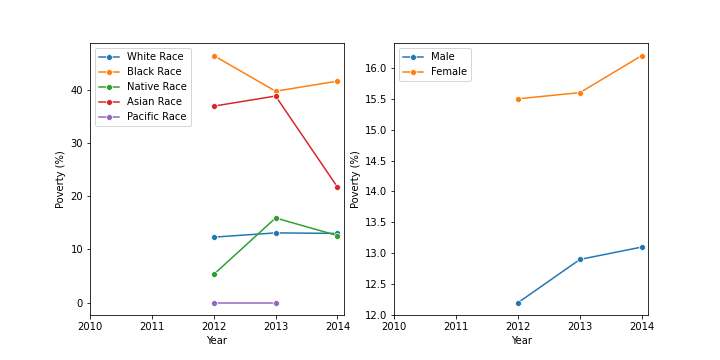 White Race
Black Race
Native Race
Asian Race
Pacific Race
Poverty (%)
40
30
20
10
0
2010 2011 2012 2013 2014
Year
Male
Female
Poverty (%)
16.0
15.5
15.0
14.5
14.0
13.5
13.0
12.5
12.0
2010 2011 2012 2013 2014
Year